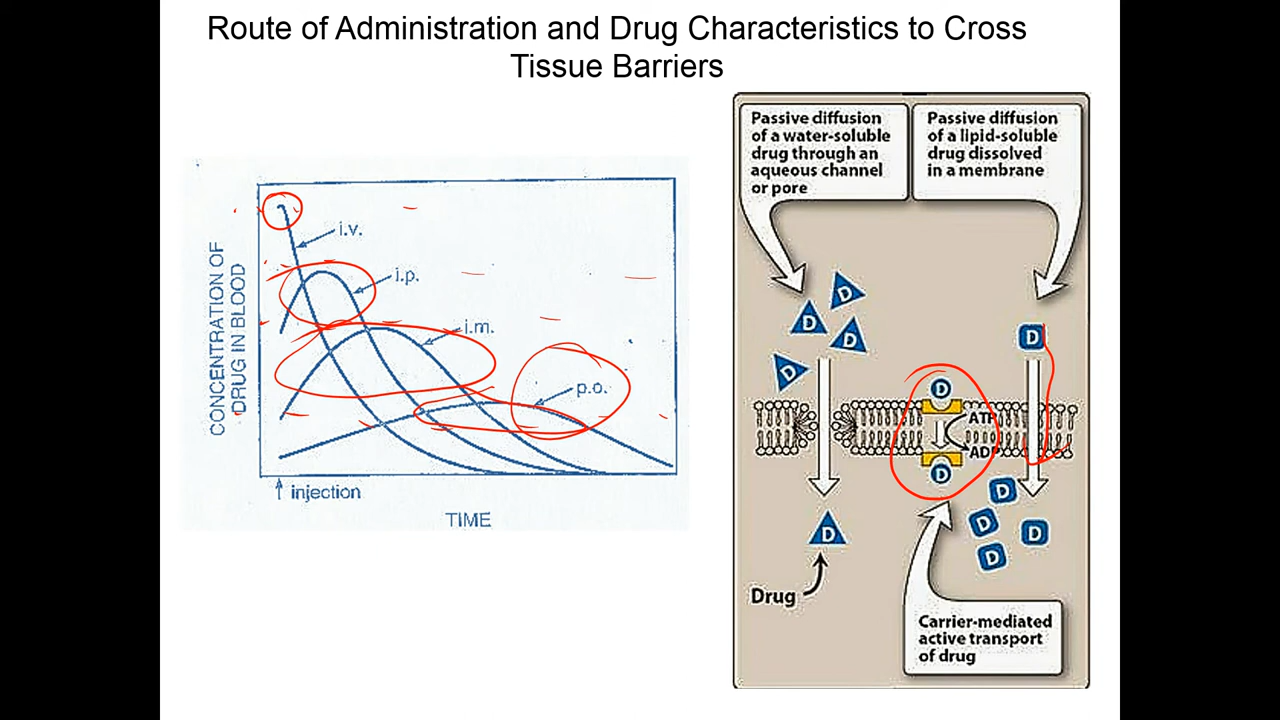 Route of Administration and Drug Characteristics to Cross
Tissue Barriers
CONCENTRATION OF
DRUG IN BLOOD
i.v.
i.p.
i.m.
p.o.
injection
TIME
Passive diffusion
of a water-soluble
drug through an
aqueous channel
or pore
Passive diffusion
of a lipid-soluble
drug dissolved
in a membrane
D
D
D
D
D
D
ATP
ADP
D
D
D
D
D
D
Drug
Carrier-mediated
active transport
of drug